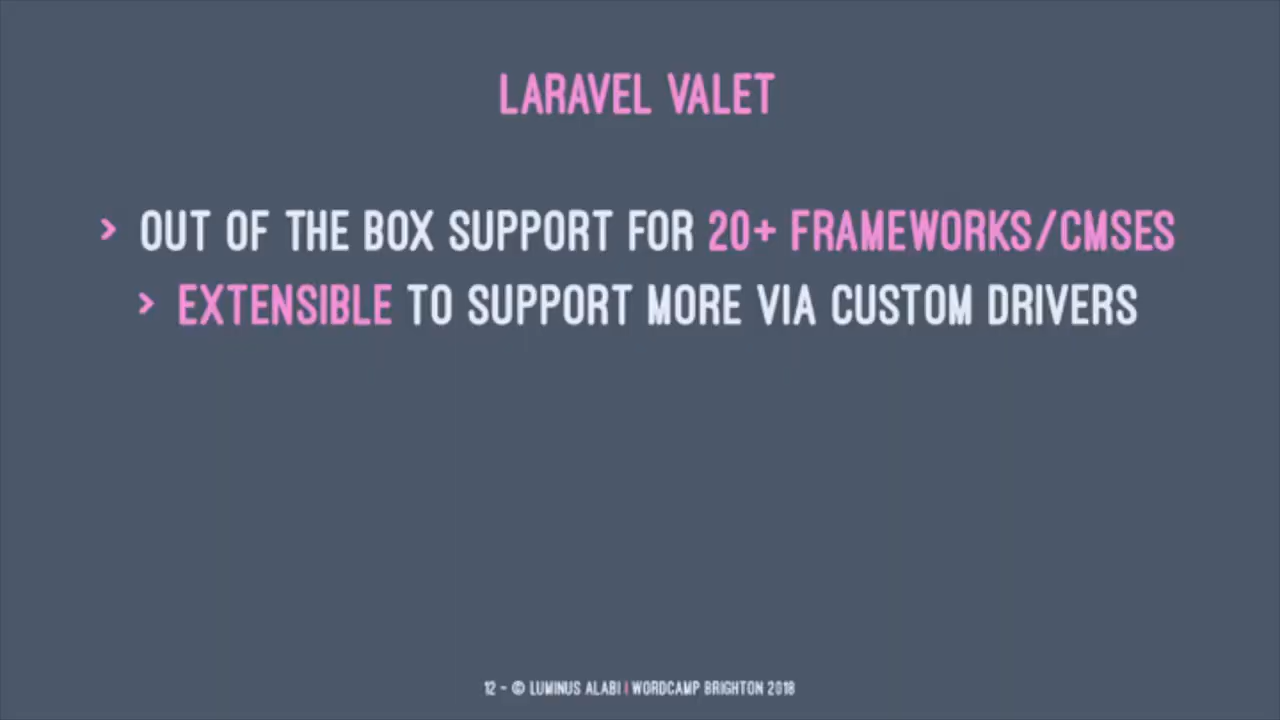 LARAVEL VALET
> OUT OF THE BOX SUPPORT FOR 20+ FRAMEWORKS/CMSES
> EXTENSIBLE TO SUPPORT MORE VIA CUSTOM DRIVERS
12 - © LUMINUS ALABI | WORDCAMP BRIGHTON 2018